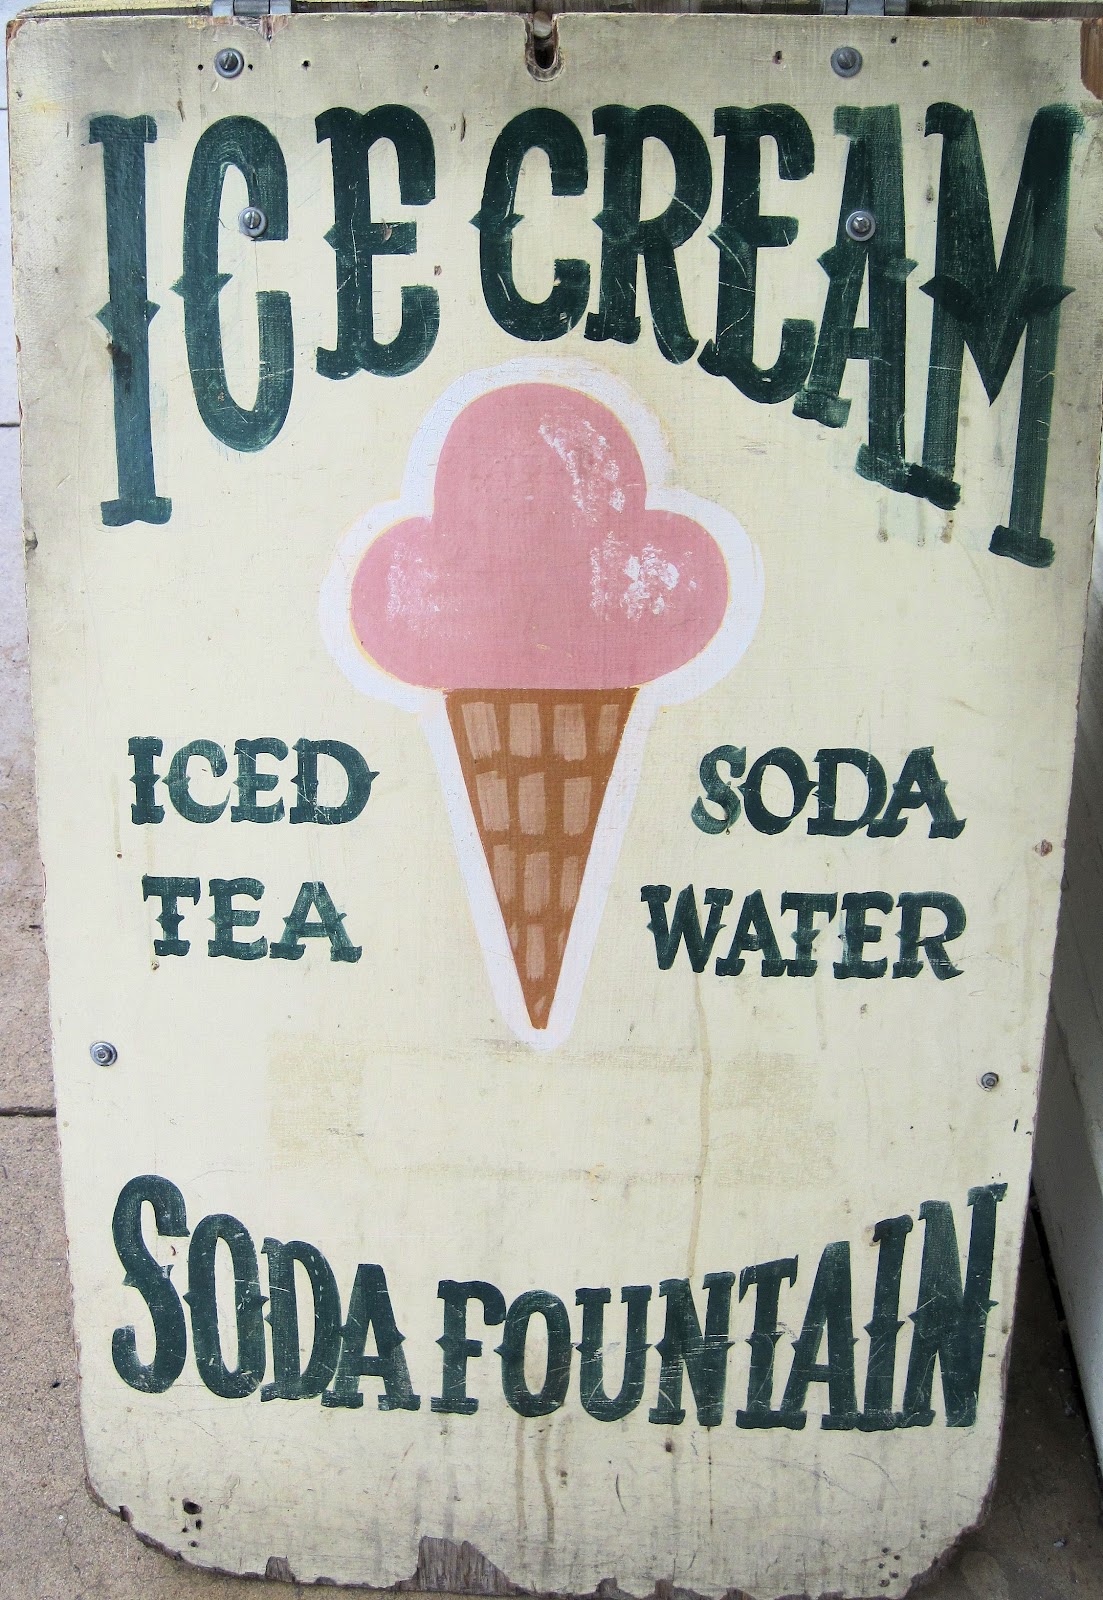 ICE CREAM
ICED
TEA
SODA
WATER
SODA FOUNTAIN